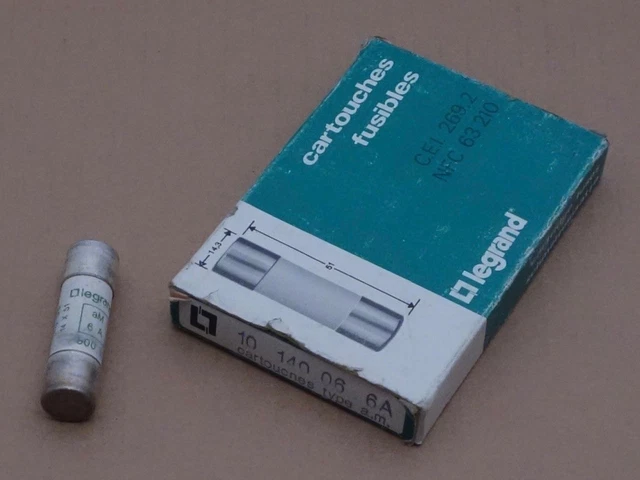 cartouches
fusibles
CEI 269.2
NFC 63 210
legrand
14,3
51
10 140 06 6A
cartouches type a.m.
legrand
aM
6 A
500